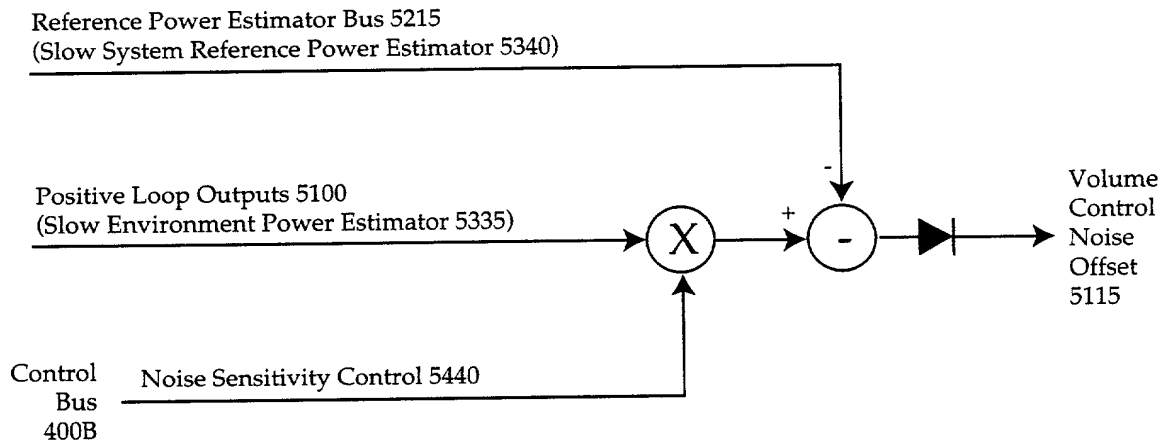 Reference Power Estimator Bus 5215
(Slow System Reference Power Estimator 5340)
-
Positive Loop Outputs 5100
(Slow Environment Power Estimator 5335)
X
+
-
Volume
Control
Noise
Offset
5115
Control
Bus
400B
Noise Sensitivity Control 5440